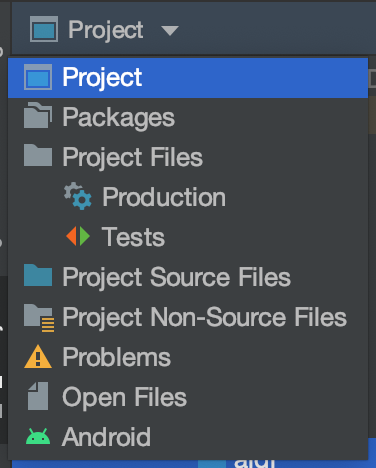 Project
Project
Packages
Project Files
Production
Tests
Project Source Files
Project Non-Source Files
Problems
Open Files
Android